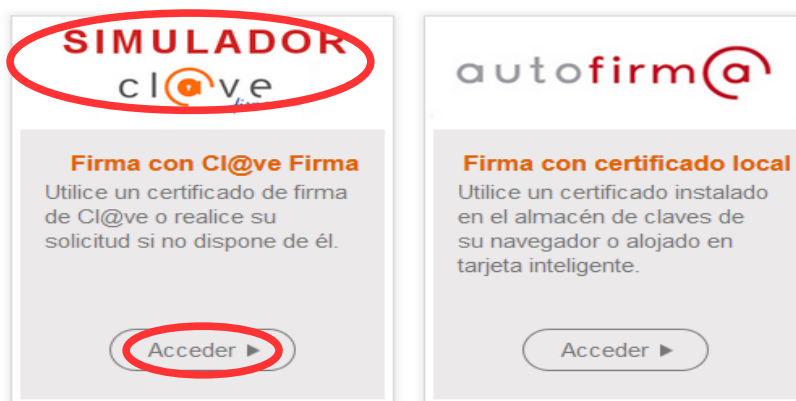 SIMULADOR
cl@ve
firma
Firma con Cl@ve Firma
Utilice un certificado de firma
de Cl@ve o realice su
solicitud si no dispone de él.
Acceder ►
autofirm@
Firma con certificado local
Utilice un certificado instalado
en el almacén de claves de
su navegador o alojado en
tarjeta inteligente.
Acceder ►